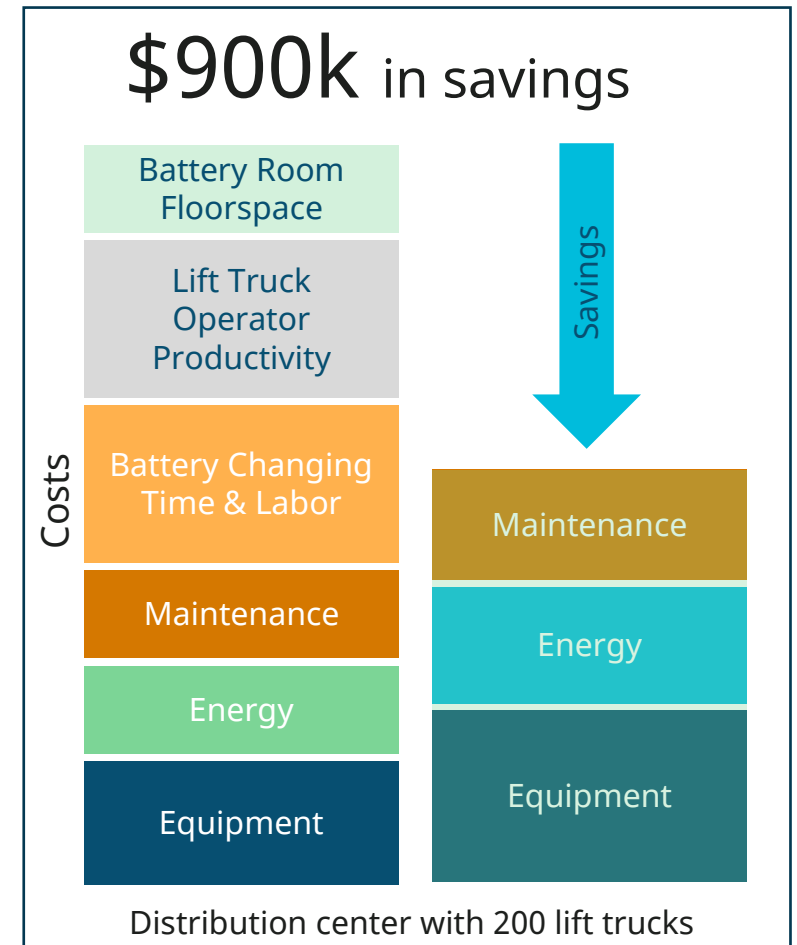 $900k in savings
Battery Room
Floorspace
Lift Truck
Operator
Productivity
Battery Changing
Time & Labor
Maintenance
Energy
Equipment
Costs
Savings
Maintenance
Energy
Equipment
Distribution center with 200 lift trucks